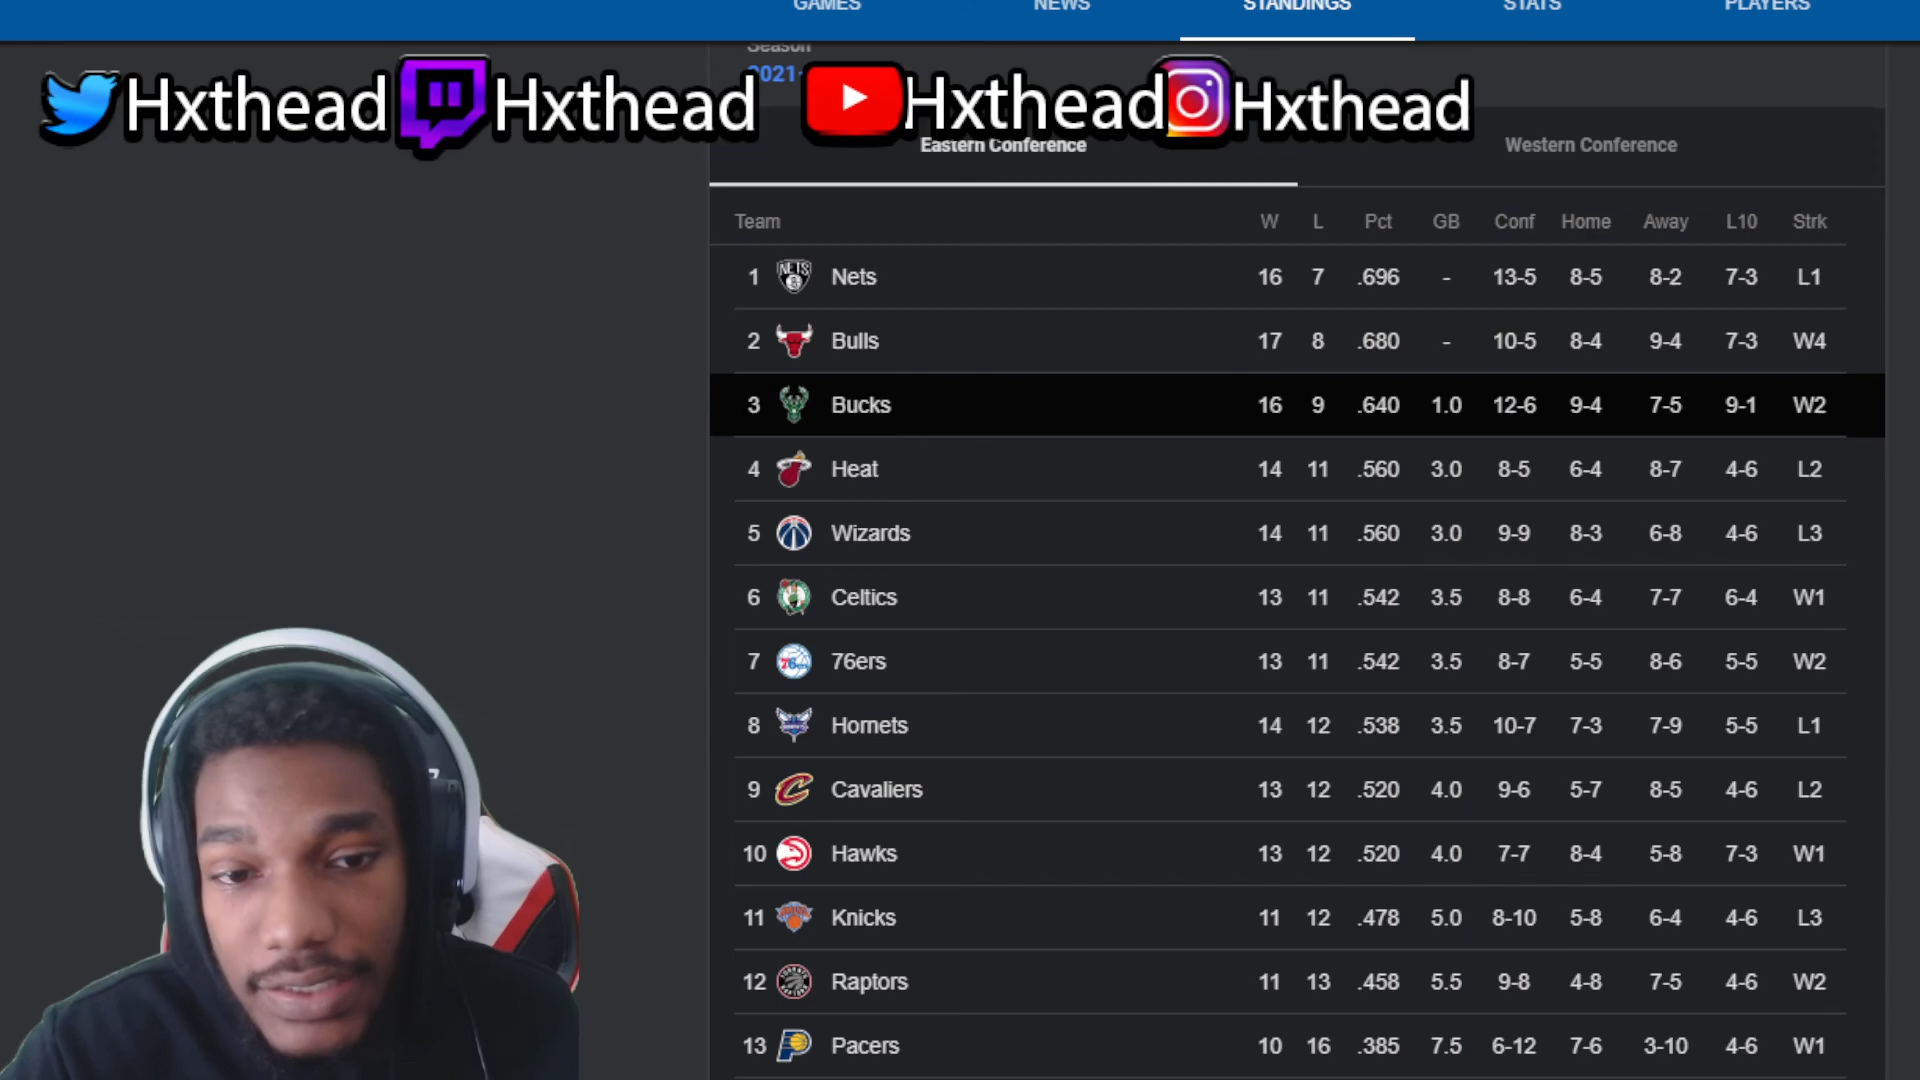 GAMES NEWS STANDINGS STATS PLAYERS
Season
2021-
Hxthead Hxthead Hxthead Hxthead
Eastern Conference Western Conference
Team W L Pct GB Conf Home Away L10 Strk
1 NETS Nets 16 7 .696 - 13-5 8-5 8-2 7-3 L1
2 Bulls 17 8 .680 - 10-5 8-4 9-4 7-3 W4
3 Bucks 16 9 .640 1.0 12-6 9-4 7-5 9-1 W2
4 Heat 14 11 .560 3.0 8-5 6-4 8-7 4-6 L2
5 Wizards 14 11 .560 3.0 9-9 8-3 6-8 4-6 L3
6 Celtics 13 11 .542 3.5 8-8 6-4 7-7 6-4 W1
7 76ers 13 11 .542 3.5 8-7 5-5 8-6 5-5 W2
8 Hornets 14 12 .538 3.5 10-7 7-3 7-9 5-5 L1
9 Cavaliers 13 12 .520 4.0 9-6 5-7 8-5 4-6 L2
10 Hawks 13 12 .520 4.0 7-7 8-4 5-8 7-3 W1
11 Knicks 11 12 .478 5.0 8-10 5-8 6-4 4-6 L3
12 Raptors 11 13 .458 5.5 9-8 4-8 7-5 4-6 W2
13 Pacers 10 16 .385 7.5 6-12 7-6 3-10 4-6 W1